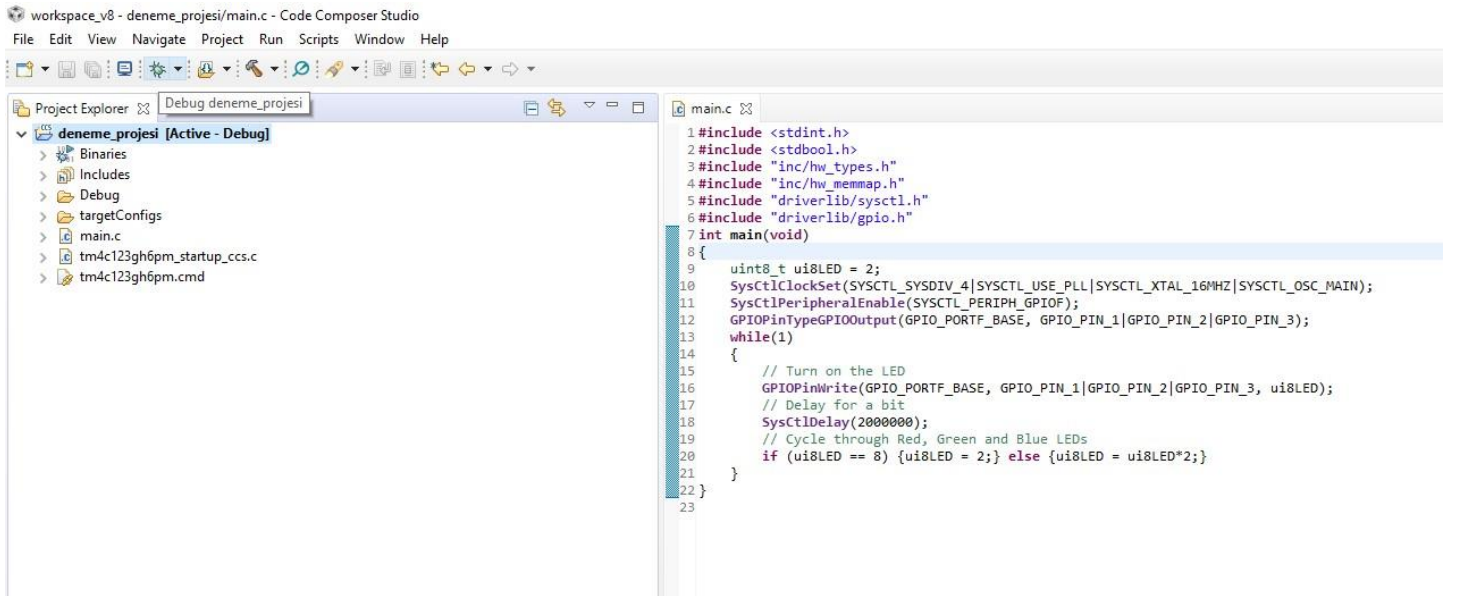 workspace_v8 - deneme_projesi/main.c - Code Composer Studio
File Edit View Navigate Project Run Scripts Window Help
Project Explorer
Debug deneme_projesi
deneme_projesi [Active - Debug]
Binaries
Includes
Debug
targetConfigs
main.c
tm4c123gh6pm_startup_ccs.c
tm4c123gh6pm.cmd
main.c
1 #include <stdint.h>
2 #include <stdbool.h>
3 #include "inc/hw_types.h"
4 #include "inc/hw_memmap.h"
5 #include "driverlib/sysctl.h"
6 #include "driverlib/gpio.h"
7 int main(void)
8 {
9 uint8_t ui8LED = 2;
10 SysCtlClockSet(SYSCTL_SYSDIV_4|SYSCTL_USE_PLL|SYSCTL_XTAL_16MHZ|SYSCTL_OSC_MAIN);
11 SysCtlPeripheralEnable(SYSCTL_PERIPH_GPIOF);
12 GPIOPinTypeGPIOOutput(GPIO_PORTF_BASE, GPIO_PIN_1|GPIO_PIN_2|GPIO_PIN_3);
13 while(1)
14 {
15 // Turn on the LED
16 GPIOPinWrite(GPIO_PORTF_BASE, GPIO_PIN_1|GPIO_PIN_2|GPIO_PIN_3, ui8LED);
17 // Delay for a bit
18 SysCtlDelay(2000000);
19 // Cycle through Red, Green and Blue LEDs
20 if (ui8LED == 8) {ui8LED = 2;} else {ui8LED = ui8LED*2;}
21 }
22 }
23